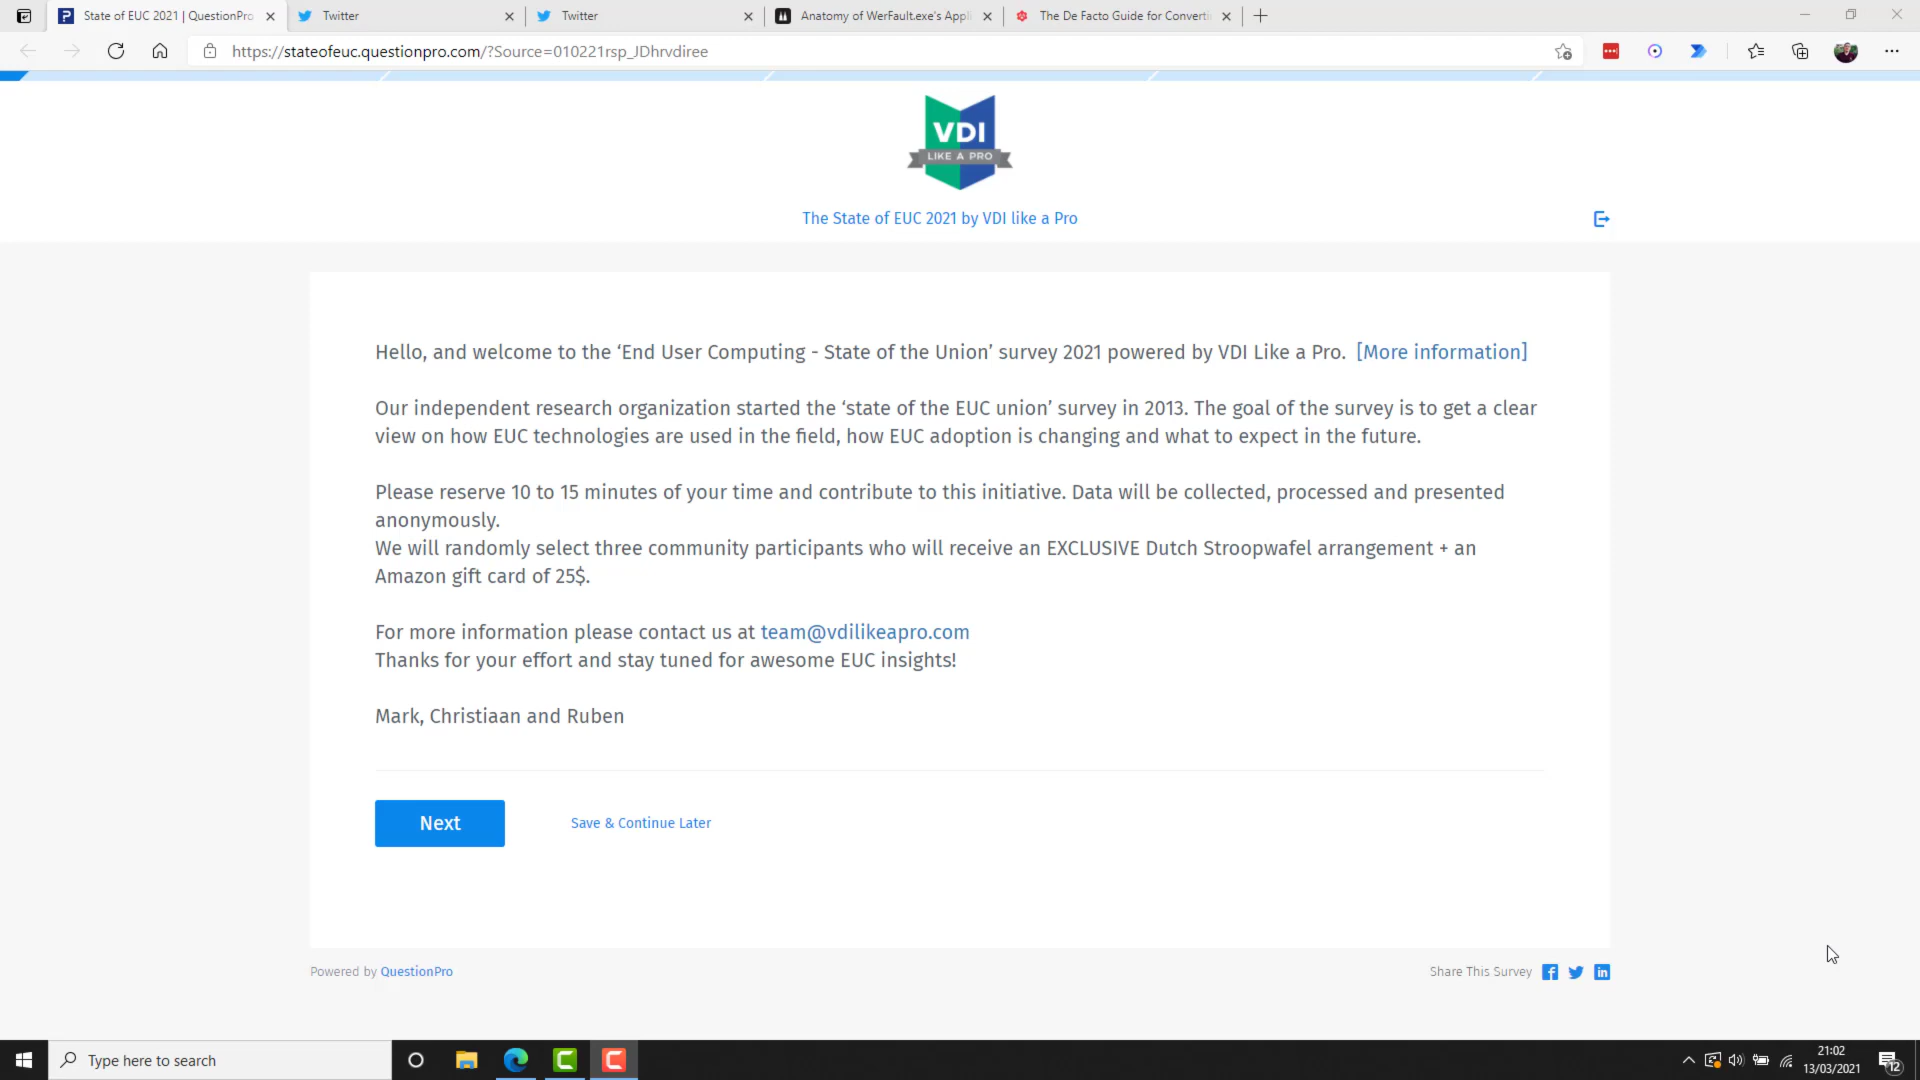 State of EUC 2021 | QuestionPro
Twitter
Twitter
Anatomy of WerFault.exe's Appli
The De Facto Guide for Converti
https://stateofeuc.questionpro.com/?Source=010221rsp_JDhrvdiree
VDI
LIKE A PRO
The State of EUC 2021 by VDI like a Pro
Hello, and welcome to the ‘End User Computing - State of the Union’ survey 2021 powered by VDI Like a Pro. [More information]
Our independent research organization started the ‘state of the EUC union’ survey in 2013. The goal of the survey is to get a clear
view on how EUC technologies are used in the field, how EUC adoption is changing and what to expect in the future.
Please reserve 10 to 15 minutes of your time and contribute to this initiative. Data will be collected, processed and presented
anonymously.
We will randomly select three community participants who will receive an EXCLUSIVE Dutch Stroopwafel arrangement + an
Amazon gift card of 25$.
For more information please contact us at team@vdilikeapro.com
Thanks for your effort and stay tuned for awesome EUC insights!
Mark, Christiaan and Ruben
Next
Save & Continue Later
Powered by QuestionPro
Share This Survey
Type here to search
21:02
13/03/2021
12